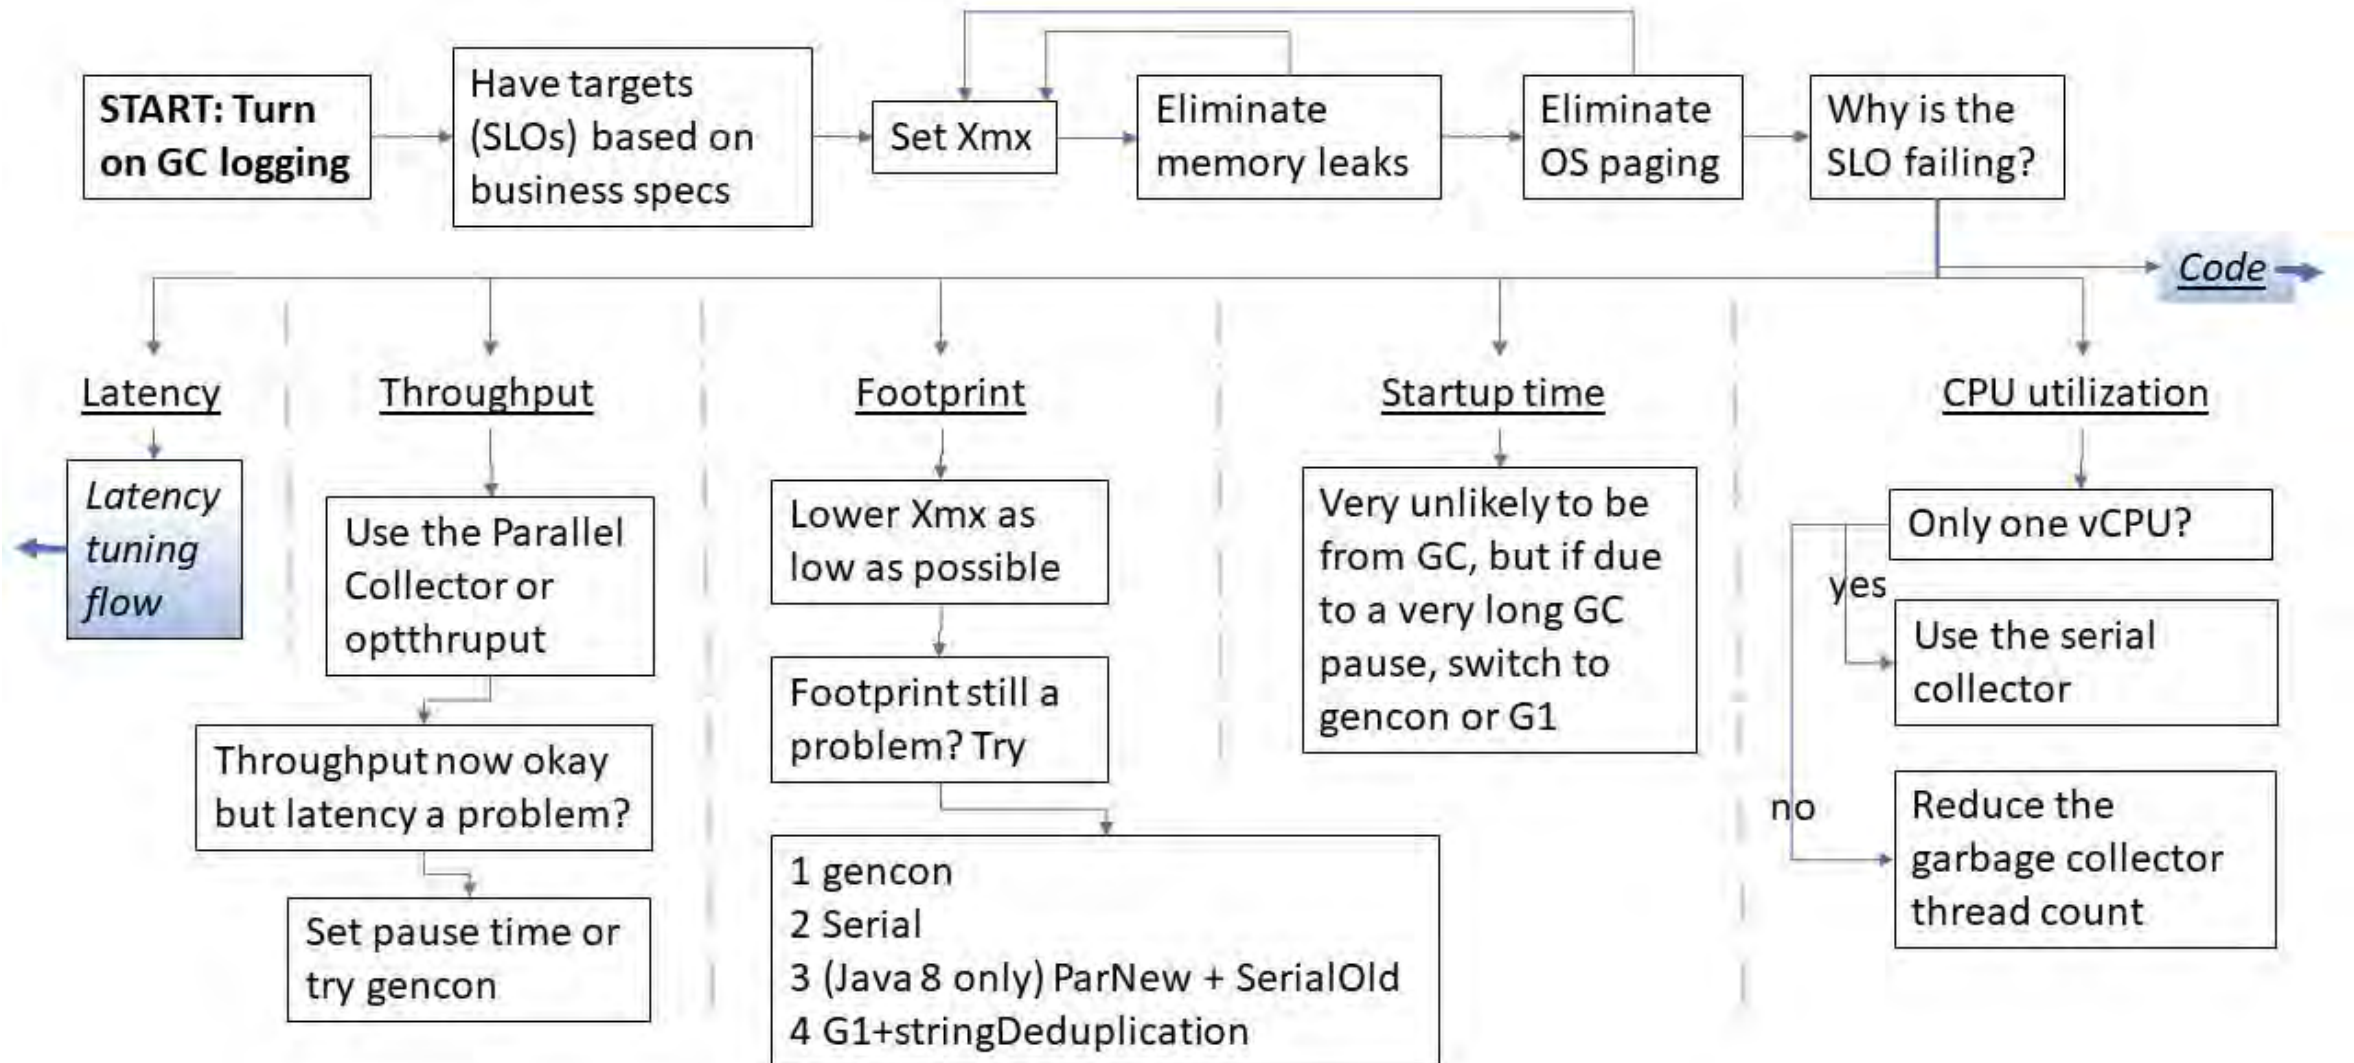 START: Turn
on GC logging
Have targets
(SLOs) based on
business specs
Set Xmx
Eliminate
memory leaks
Eliminate
OS paging
Why is the
SLO failing?
Code
Latency
Latency
tuning
flow
Throughput
Use the Parallel
Collector or
optthruput
Throughput now okay
but latency a problem?
Set pause time or
try gencon
Footprint
Lower Xmx as
low as possible
Footprint still a
problem? Try
1 gencon
2 Serial
3 (Java 8 only) ParNew + SerialOld
4 G1+stringDeduplication
Startup time
Very unlikely to be
from GC, but if due
to a very long GC
pause, switch to
gencon or G1
CPU utilization
Only one vCPU?
yes
Use the serial
collector
no
Reduce the
garbage collector
thread count